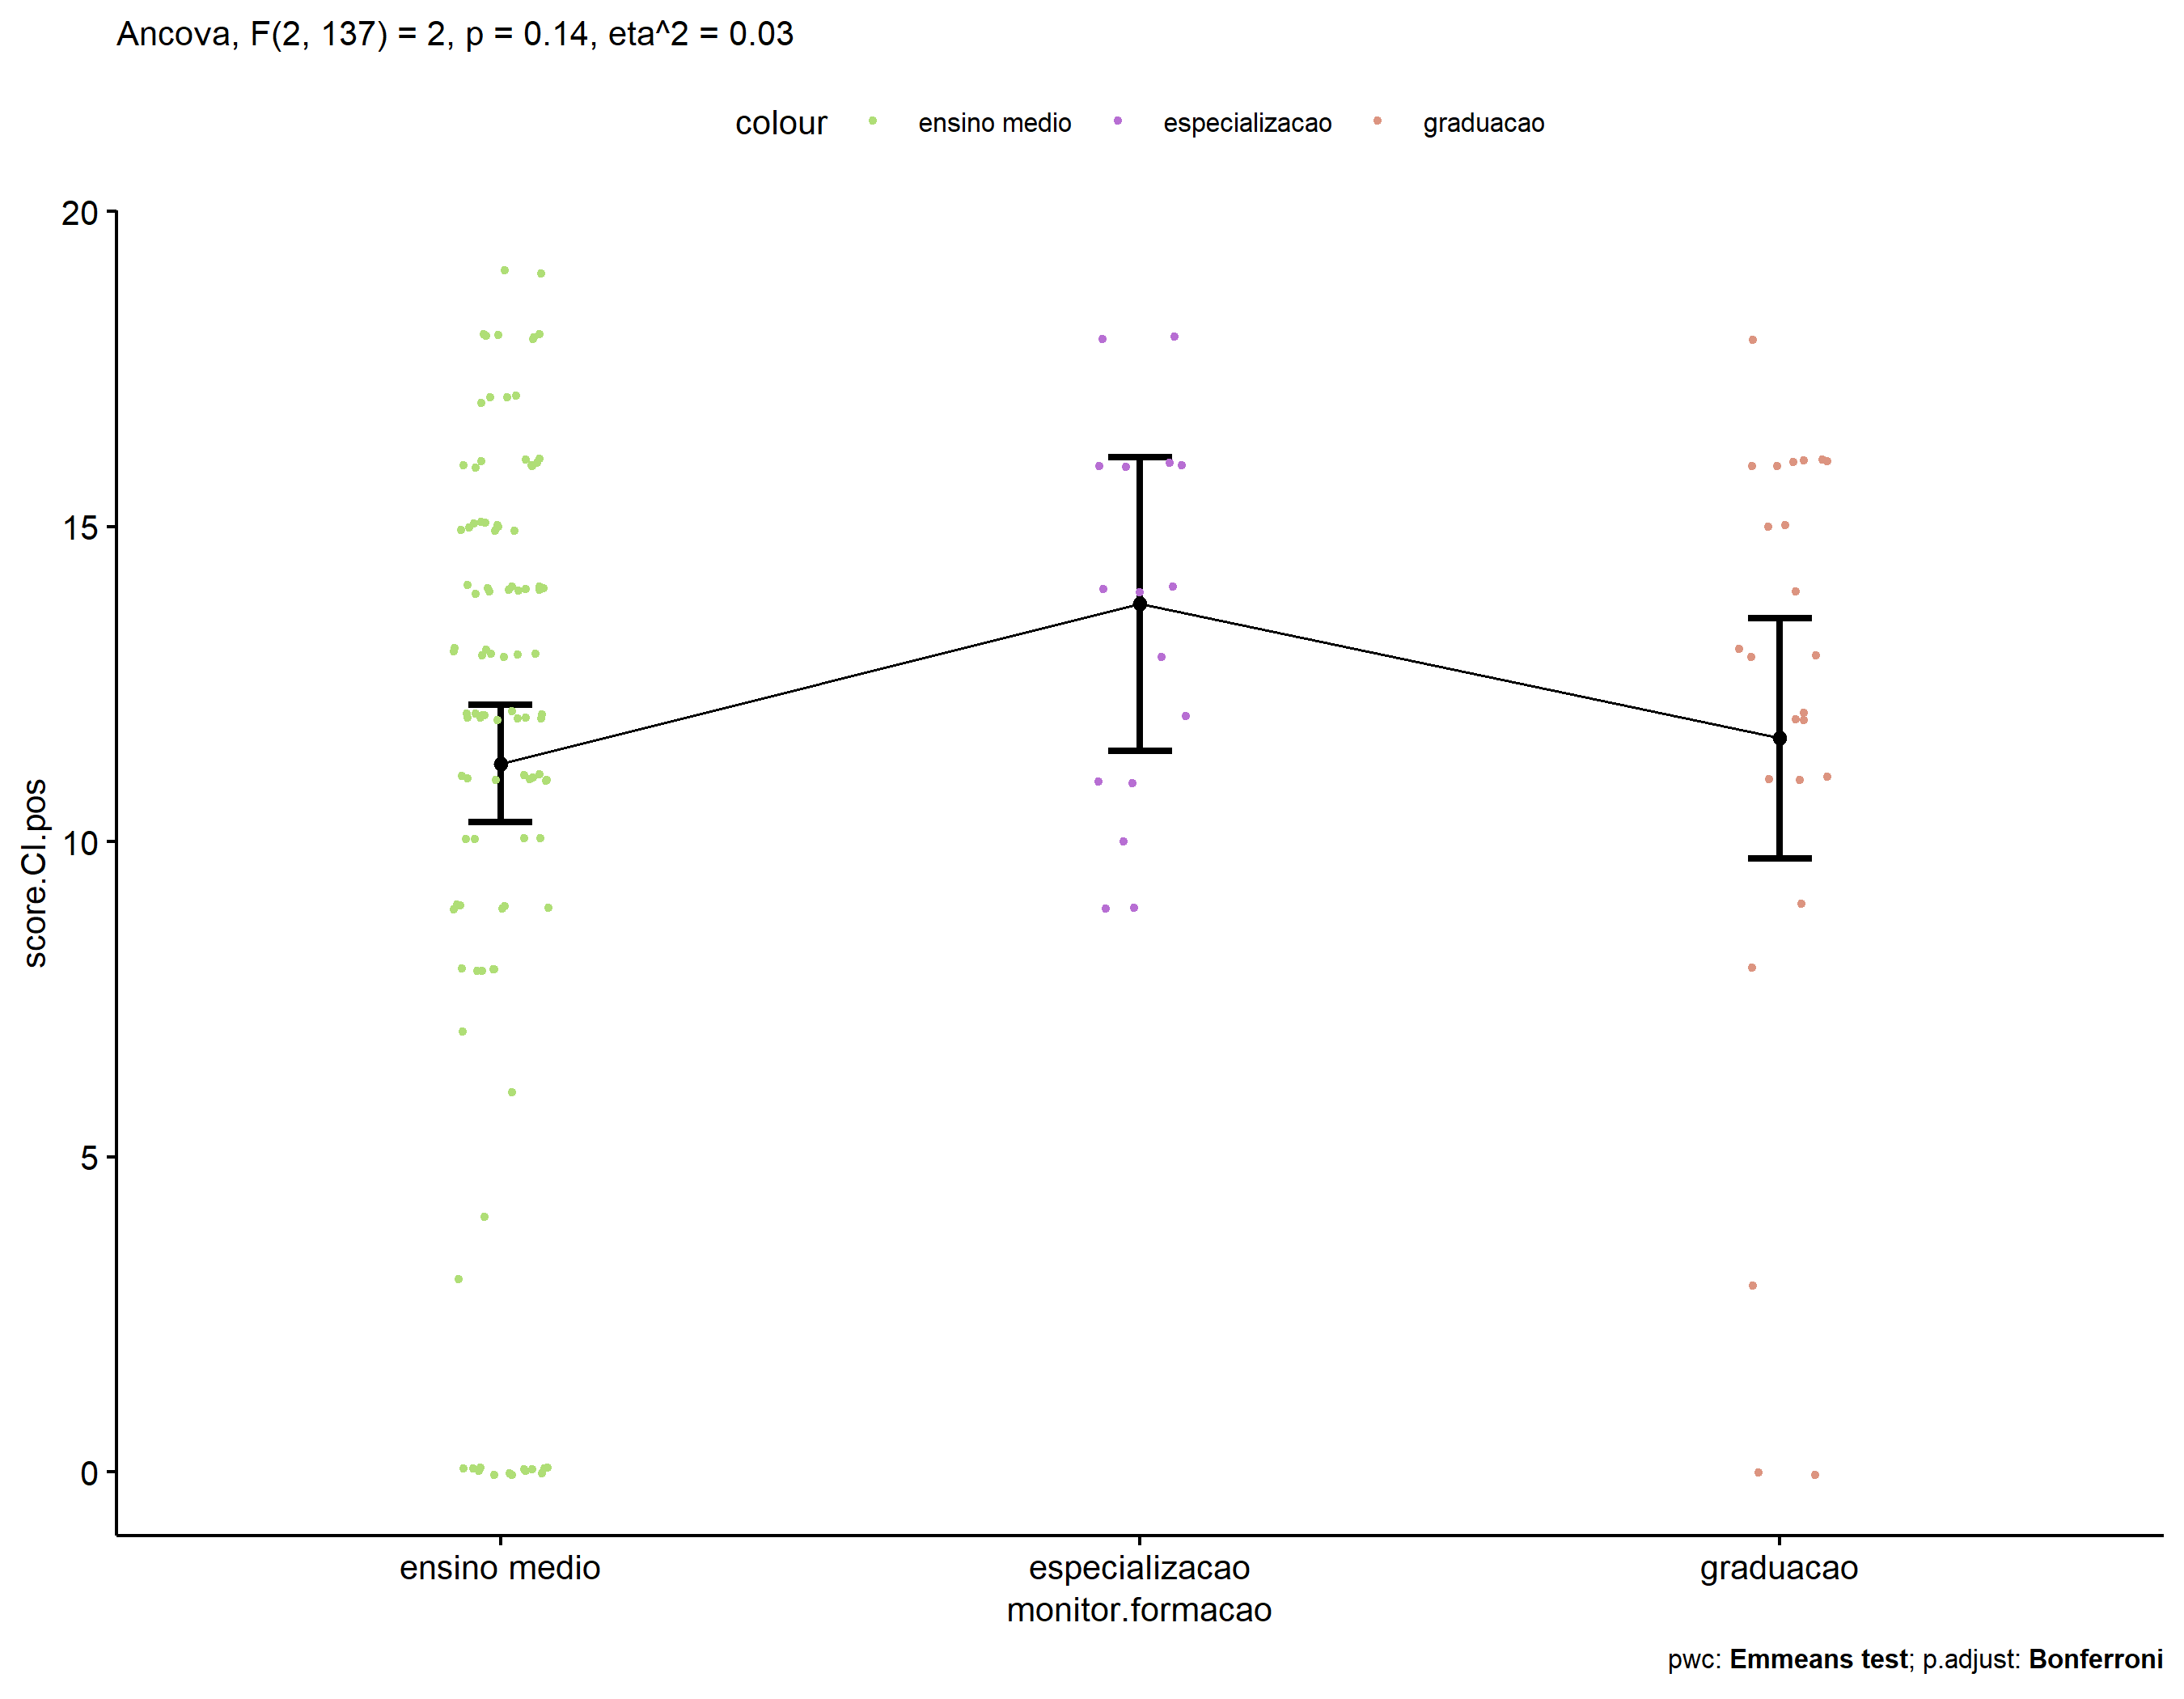 Ancova, F(2, 137) = 2, p = 0.14, eta^2 = 0.03
colour ensino medio especializacao graduacao
20
15
10
5
0
score.CI.pos
ensino medio especializacao graduacao
monitor.formacao
pwc: Emmeans test; p.adjust: Bonferroni